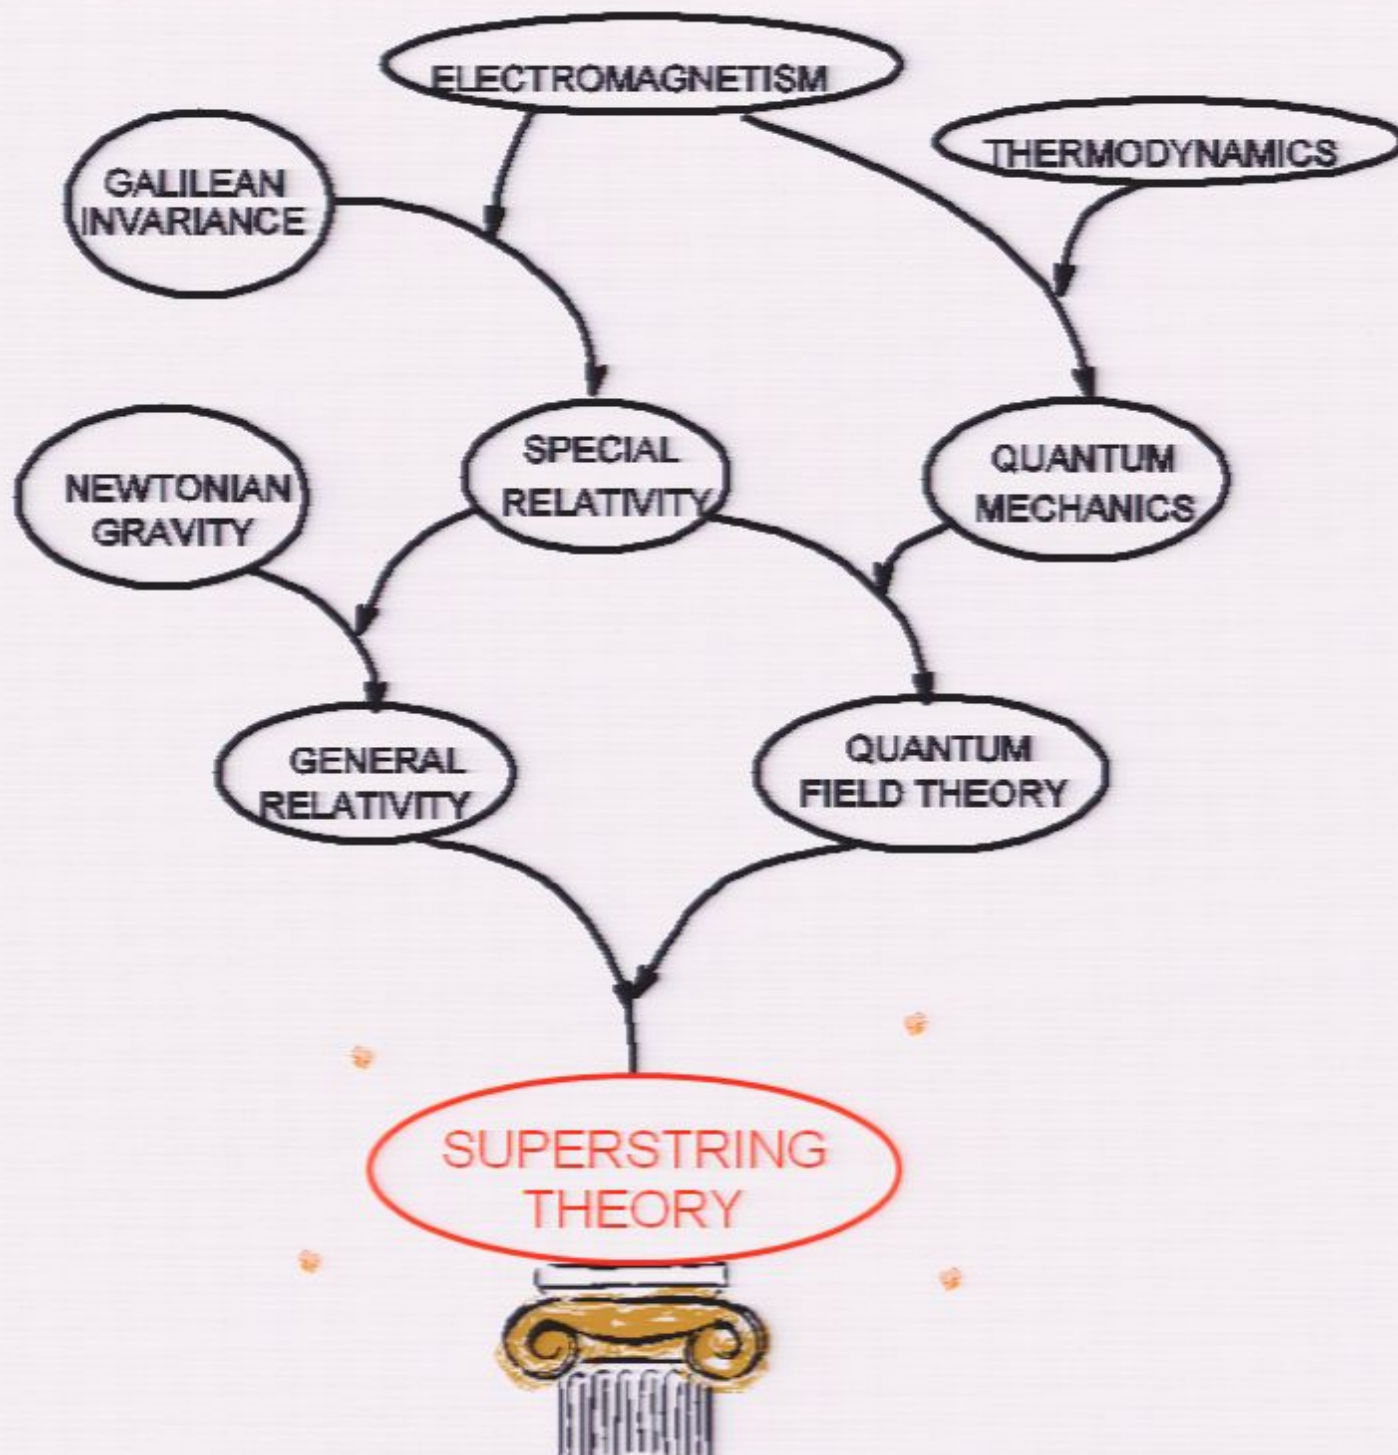 ELECTROMAGNETISM
THERMODYNAMICS
GALILEAN
INVARIANCE
NEWTONIAN
GRAVITY
SPECIAL
RELATIVITY
QUANTUM
MECHANICS
GENERAL
RELATIVITY
QUANTUM
FIELD THEORY
SUPERSTRING
THEORY